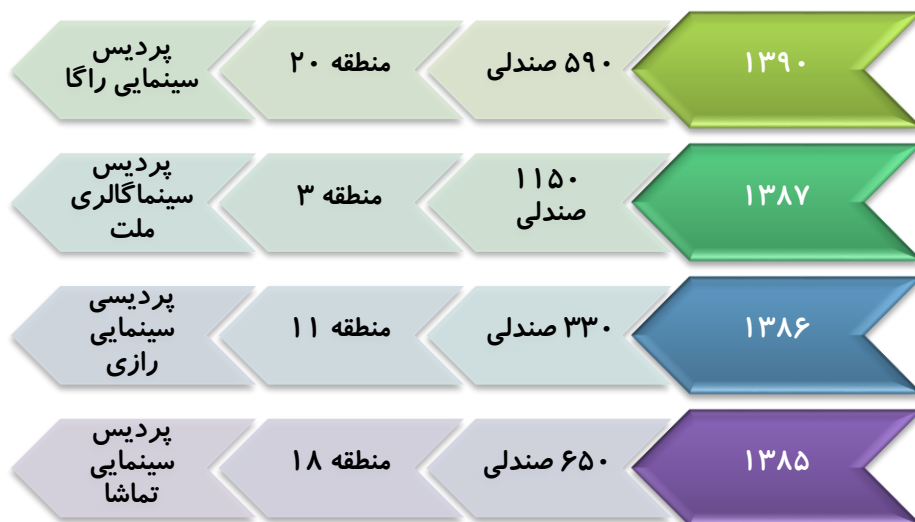 ۱۳۹۰
۵۹۰ صندلی
منطقه ۲۰
پردیس
سینمایی راگا
۱۳۸۷
۱۱۵۰
صندلی
منطقه ۳
پردیس
سینماگالری
ملت
۱۳۸۶
۳۳۰ صندلی
منطقه ۱۱
پردیسی
سینمایی
رازی
۱۳۸۵
۶۵۰ صندلی
منطقه ۱۸
پردیس
سینمایی
تماشا